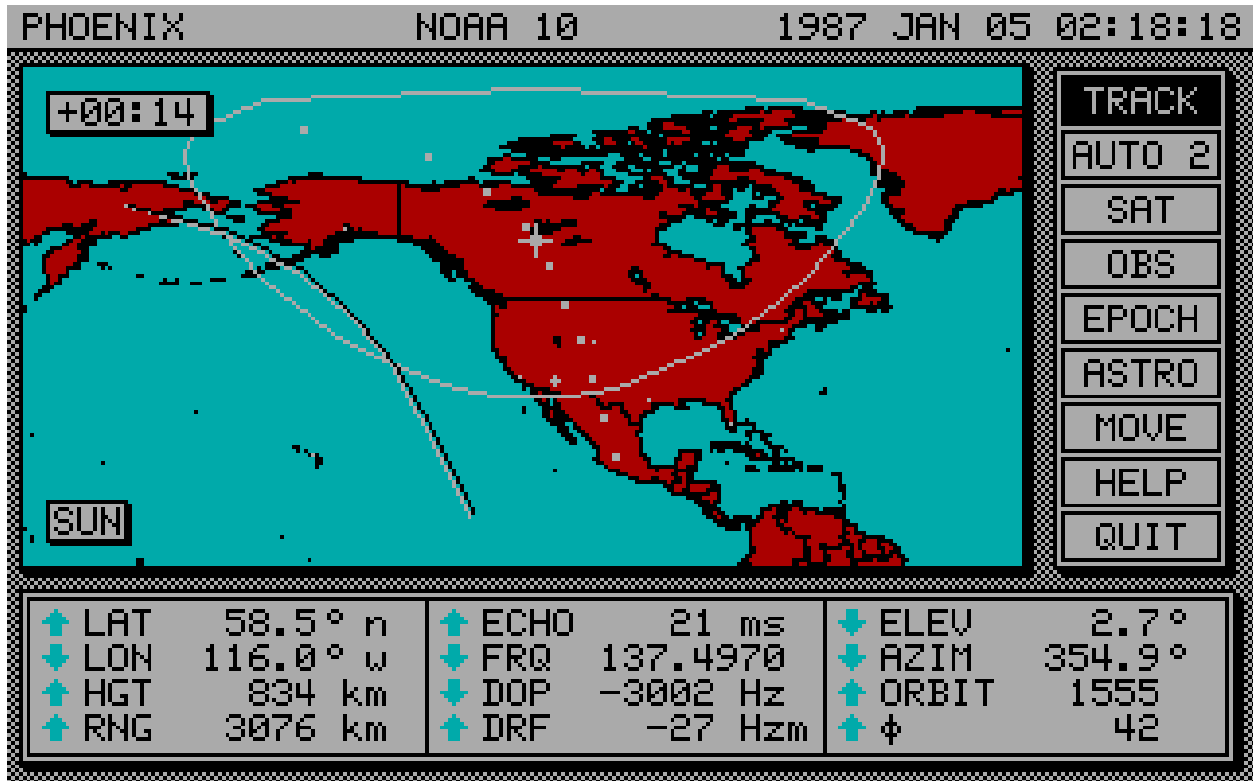 PHOENIX NOAA 10 1987 JAN 05 02:18:18
+00:14
SUN
TRACK
AUTO 2
SAT
OBS
EPOCH
ASTRO
MOVE
HELP
QUIT
LAT 58.5° n
LON 116.0° w
HGT 834 km
RNG 3076 km
ECHO 21 ms
FRQ 137.4970
DOP -3002 Hz
DRF -27 Hzm
ELEV 2.7°
AZIM 354.9°
ORBIT 1555
ϕ 42